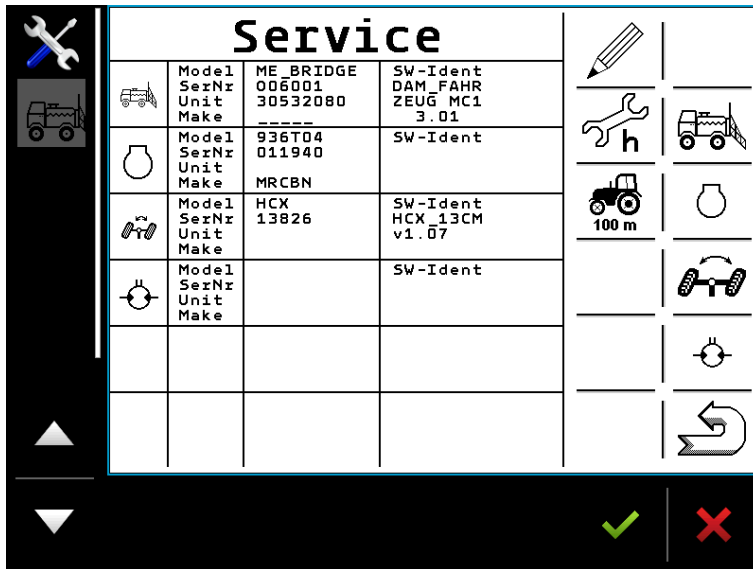 Service
Model ME_BRIDGE SW-Ident
SerNr 006001 DAM_FAHR
Unit 30532080 ZEUG MC1
Make _____ 3.01
Model 936T04 SW-Ident
SerNr 011940
Unit
Make MRCBN
Model HCX SW-Ident
SerNr 13826 HCX_13CM
Unit v1.07
Make
Model SW-Ident
SerNr
Unit
Make
h
100 m